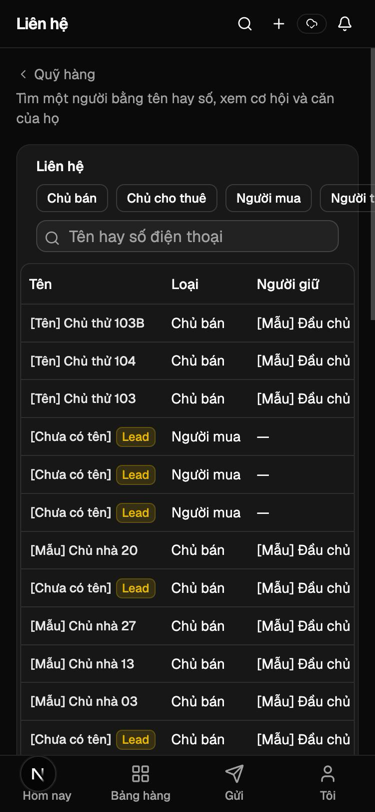 Liên hệ
Quỹ hàng
Tìm một người bằng tên hay số, xem cơ hội và căn
của họ
Liên hệ
Chủ bán Chủ cho thuê Người mua Người t
Tên hay số điện thoại
Tên Loại Người giữ
[Tên] Chủ thử 103B Chủ bán [Mẫu] Đầu chủ
[Tên] Chủ thử 104 Chủ bán [Mẫu] Đầu chủ
[Tên] Chủ thử 103 Chủ bán [Mẫu] Đầu chủ
[Chưa có tên] Lead Người mua —
[Chưa có tên] Lead Người mua —
[Chưa có tên] Lead Người mua —
[Mẫu] Chủ nhà 20 Chủ bán [Mẫu] Đầu chủ
[Chưa có tên] Lead Chủ bán [Mẫu] Đầu chủ
[Mẫu] Chủ nhà 27 Chủ bán [Mẫu] Đầu chủ
[Mẫu] Chủ nhà 13 Chủ bán [Mẫu] Đầu chủ
[Mẫu] Chủ nhà 03 Chủ bán [Mẫu] Đầu chủ
[Chưa có tên] Lead Chủ bán [Mẫu] Đầu chủ
N
Hôm nay Bảng hàng Gửi Tôi